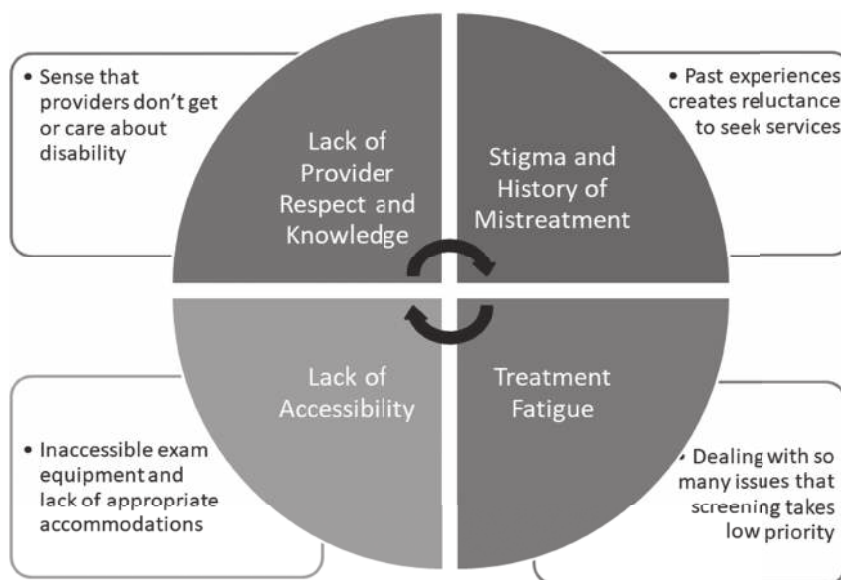 • Sense that
providers don't get
or care about
disability
Lack of
Provider
Respect and
Knowledge
Stigma and
History of
Mistreatment
• Past experiences
creates reluctance
to seek services
Lack of
Accessibility
Treatment
Fatigue
• Inaccessible exam
equipment and
lack of appropriate
accommodations
• Dealing with so
many issues that
screening takes
low priority